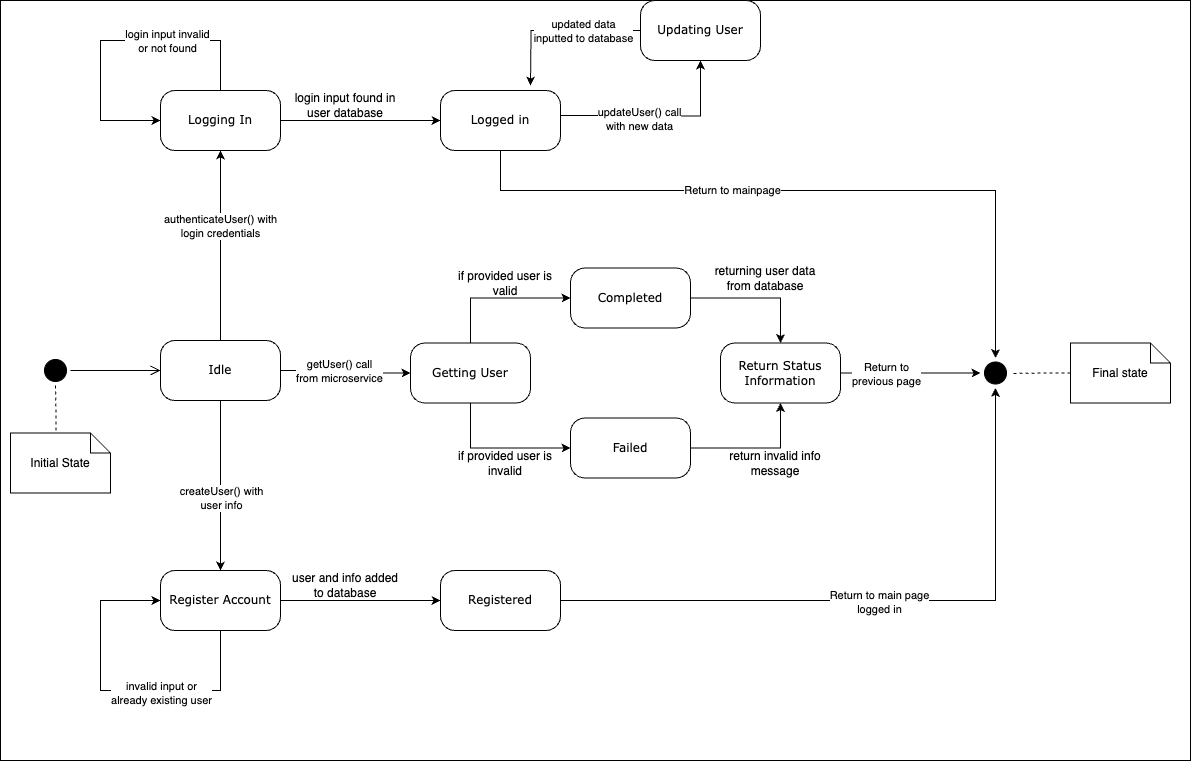 updated data
inputted to database
Updating User
login input invalid
or not found
login input found in
user database
Logging In
Logged in
updateUser() call
with new data
Return to mainpage
authenticateUser() with
login credentials
if provided user is
valid
Completed
returning user data
from database
Idle
getUser() call
from microservice
Getting User
Return Status
Information
Return to
previous page
Final state
Initial State
if provided user is
invalid
Failed
return invalid info
message
createUser() with
user info
Register Account
user and info added
to database
Registered
Return to main page
logged in
invalid input or
already existing user